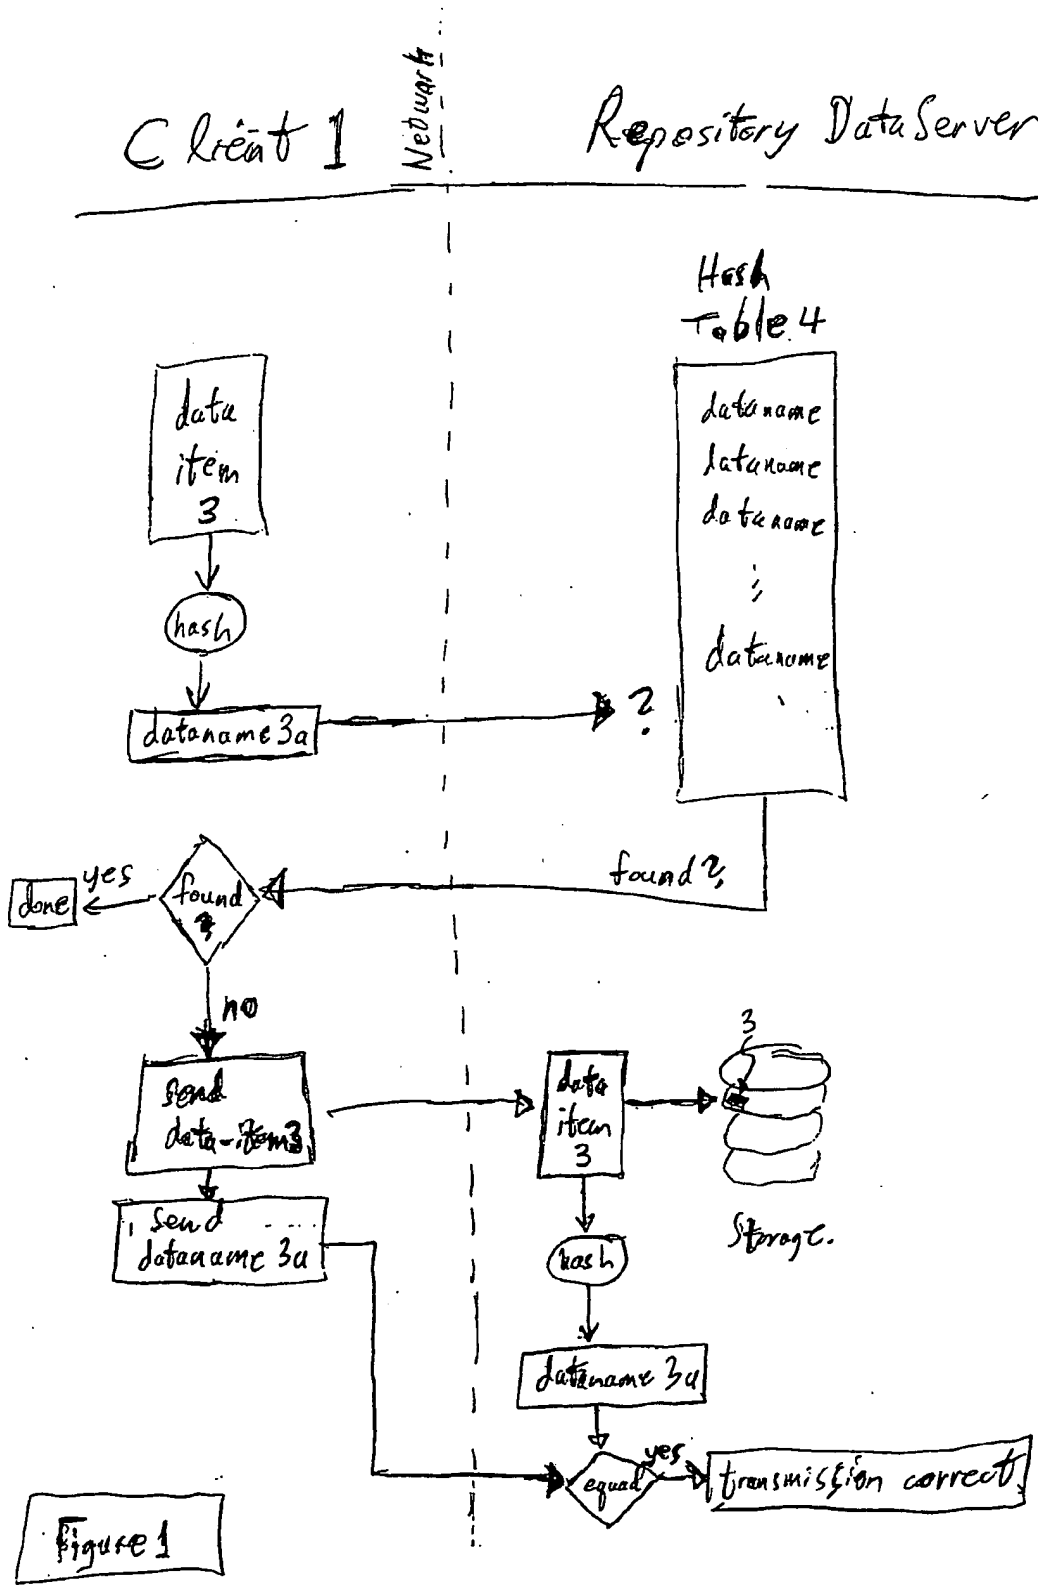 Client 1
Network
Repository DataServer
Hash
Table 4
data
item
3
dataname
dataname
dataname
dataname
hash
dataname 3a
?
found?
yes
done
found
?
no
send
data-item3
send
dataname 3a
data
item
3
3
Storage.
hash
dataname 3a
equal
yes
transmission correct
Figure 1